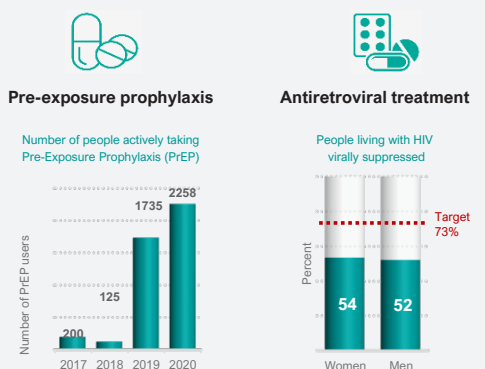 Pre-exposure prophylaxis
Number of people actively taking
Pre-Exposure Prophylaxis (PrEP)
Number of PrEP users
200
125
1735
2258
2017 2018 2019 2020
Antiretroviral treatment
People living with HIV
virally suppressed
Percent
Target
73%
54 52
Women Men